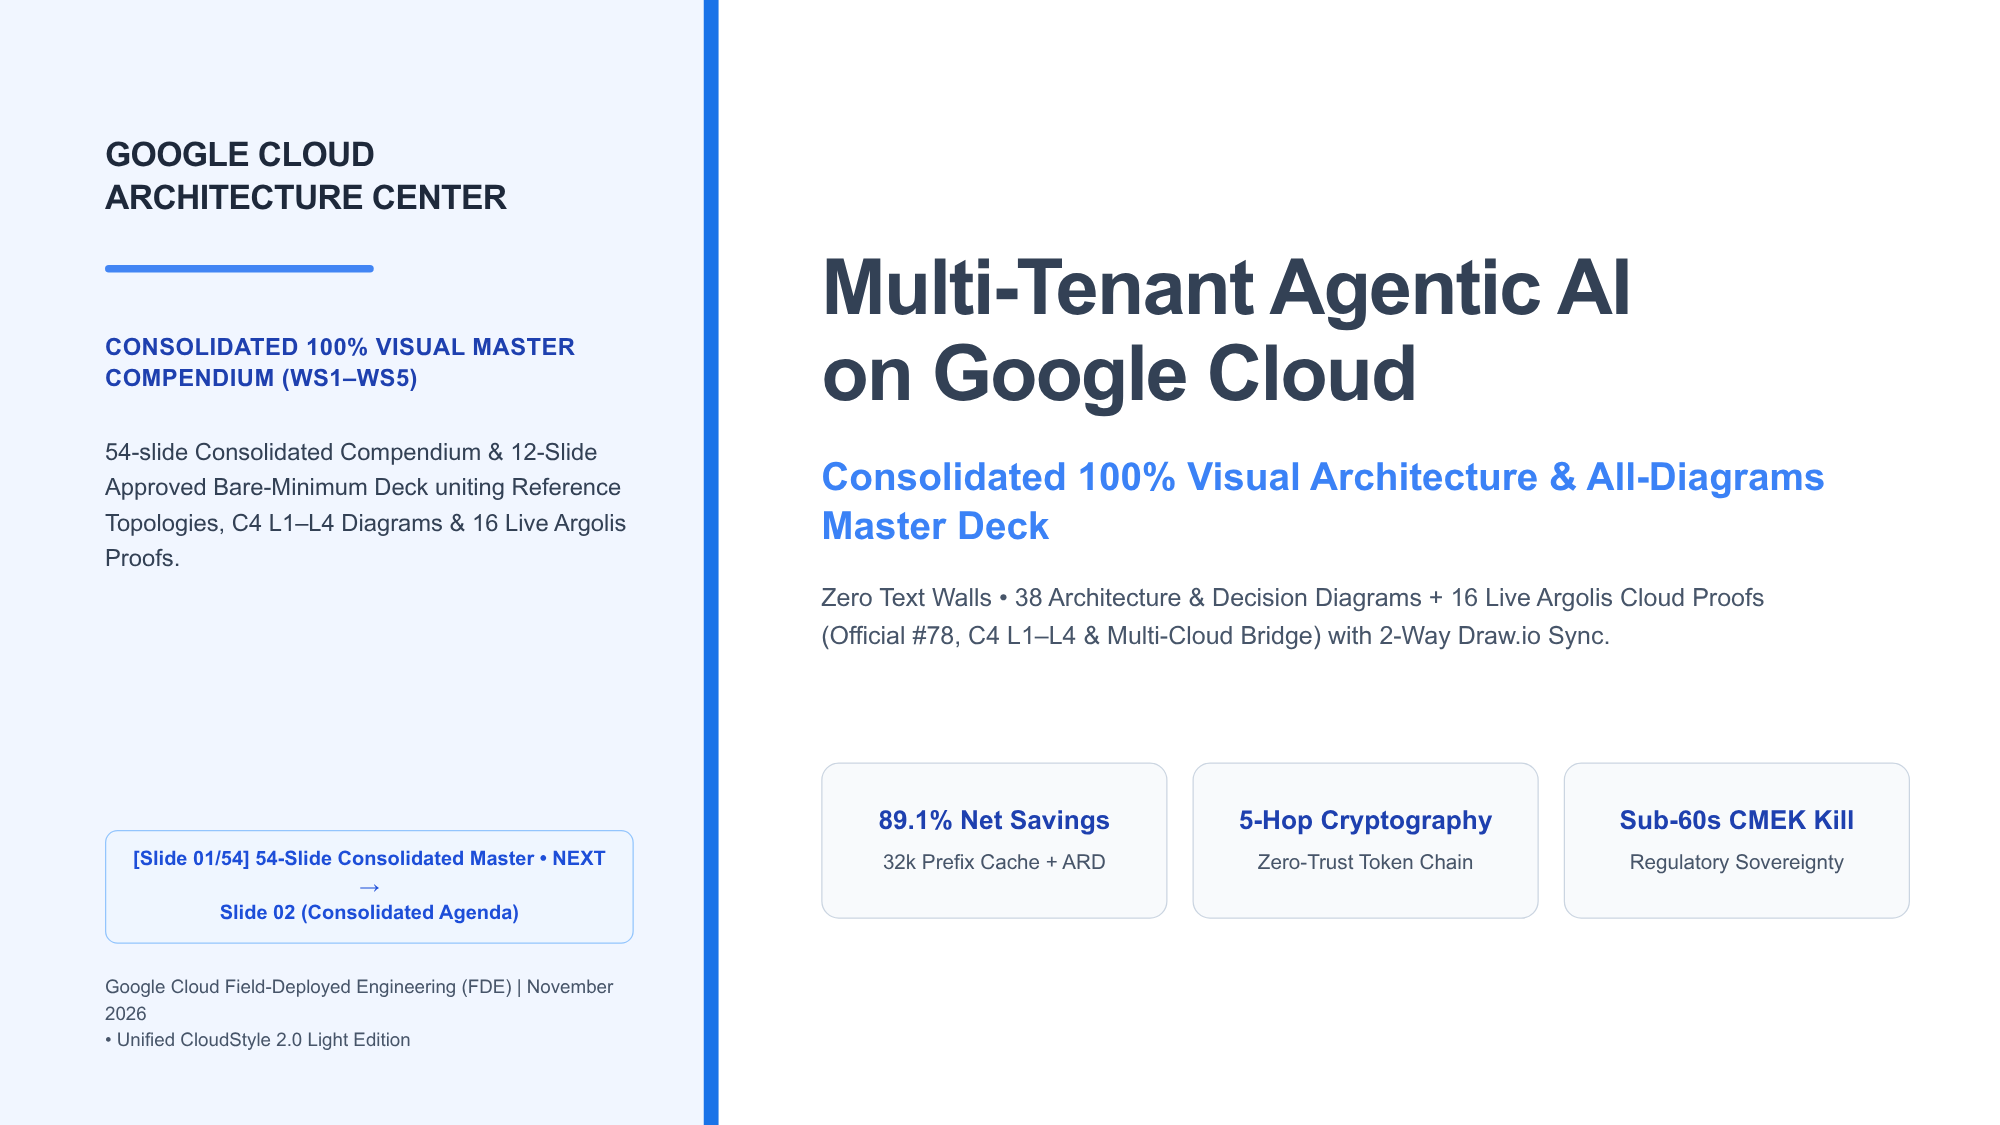 GOOGLE CLOUD
ARCHITECTURE CENTER
CONSOLIDATED 100% VISUAL MASTER
COMPENDIUM (WS1–WS5)
54-slide Consolidated Compendium & 12-Slide
Approved Bare-Minimum Deck uniting Reference
Topologies, C4 L1–L4 Diagrams & 16 Live Argolis
Proofs.
[Slide 01/54] 54-Slide Consolidated Master • NEXT
→
Slide 02 (Consolidated Agenda)
Google Cloud Field-Deployed Engineering (FDE) | November
2026
• Unified CloudStyle 2.0 Light Edition
Multi-Tenant Agentic AI
on Google Cloud
Consolidated 100% Visual Architecture & All-Diagrams
Master Deck
Zero Text Walls • 38 Architecture & Decision Diagrams + 16 Live Argolis Cloud Proofs
(Official #78, C4 L1–L4 & Multi-Cloud Bridge) with 2-Way Draw.io Sync.
89.1% Net Savings
32k Prefix Cache + ARD
5-Hop Cryptography
Zero-Trust Token Chain
Sub-60s CMEK Kill
Regulatory Sovereignty